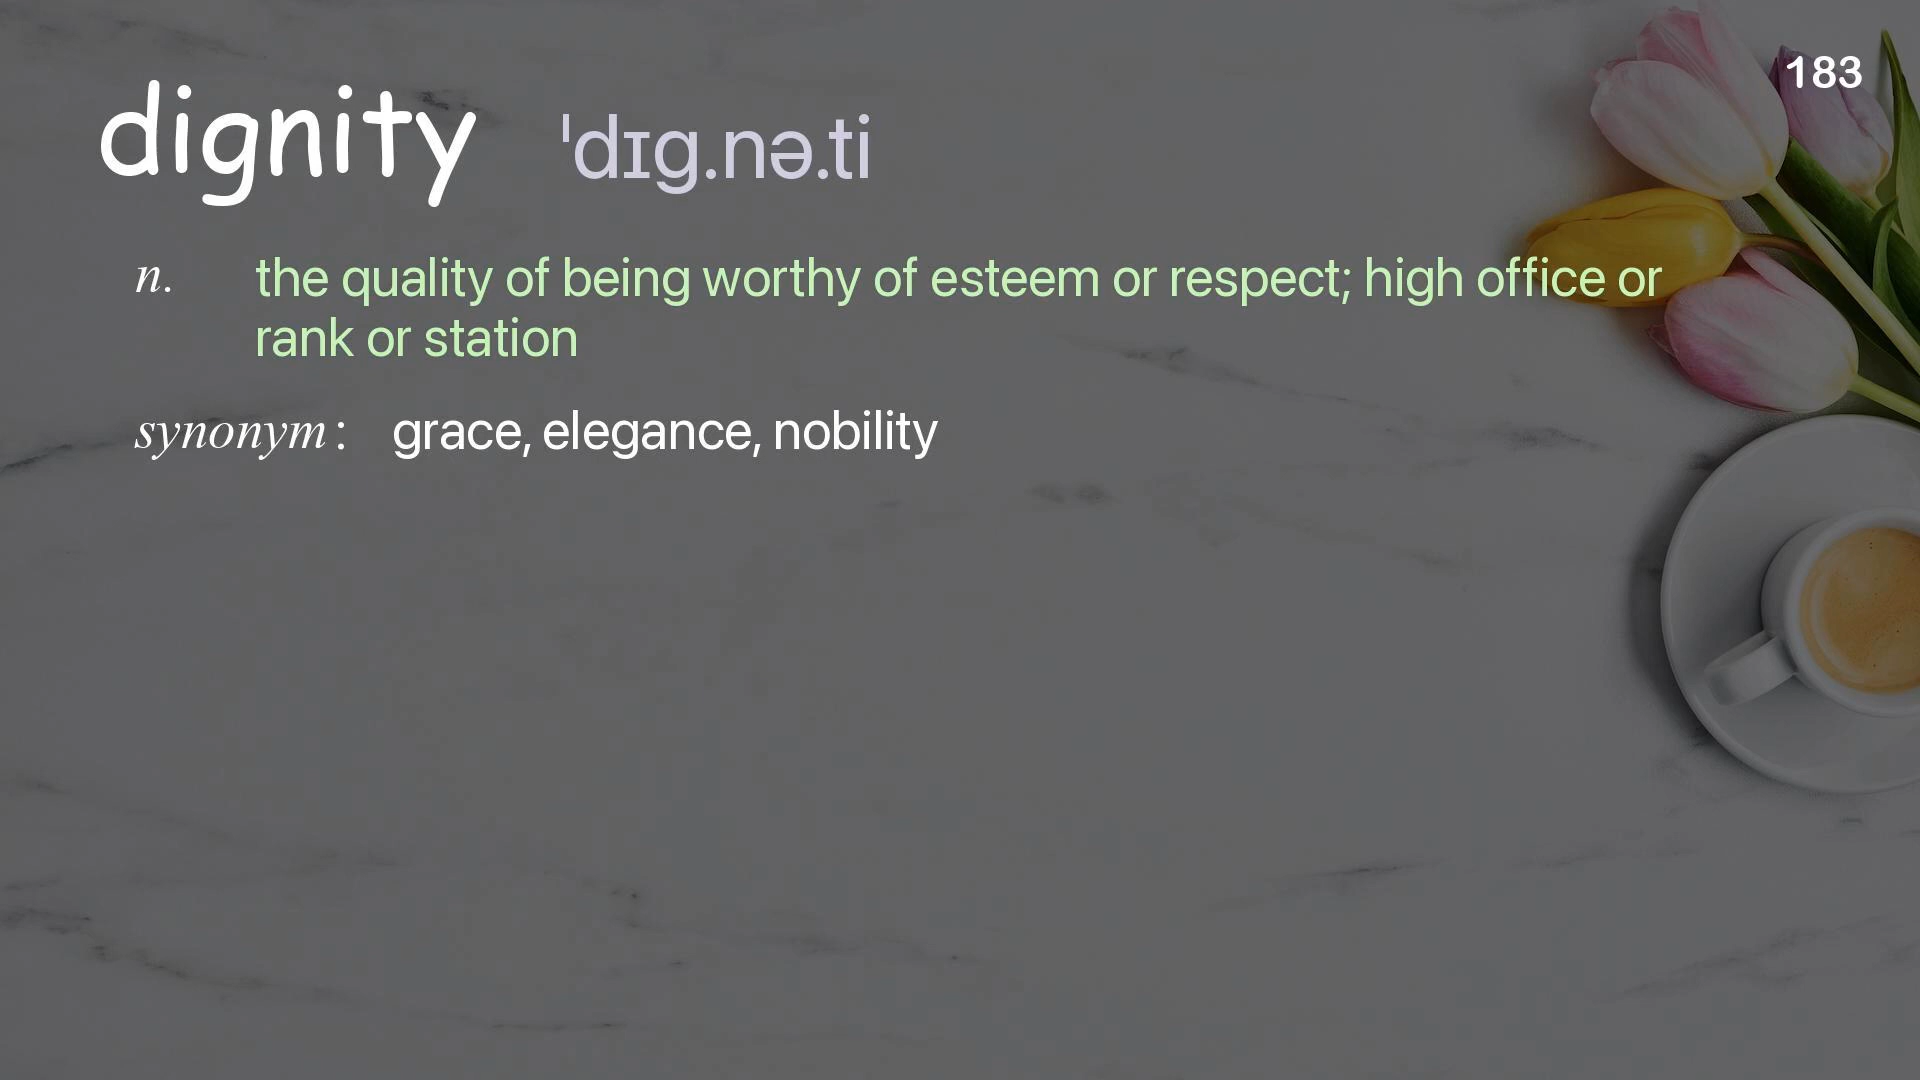 183
dignity ˈdɪg.nə.ti
n. the quality of being worthy of esteem or respect; high office or
rank or station
synonym: grace, elegance, nobility